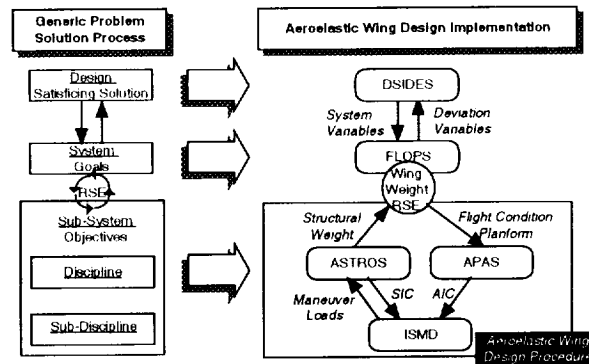 Generic Problem
Solution Process
Aeroelastic Wing Design Implementation
Design
Satisficing Solution
System
Goals
RSE
Sub-System
Objectives
Discipline
Sub-Discipline
DSIDES
System
Variables
Deviation
Variables
FLOPS
Wing
Weight
RSE
Structural
Weight
Flight Condition
Planform
ASTROS
APAS
Maneuver
Loads
SIC
AIC
ISMD
Aeroelastic Wing
Design Procedure